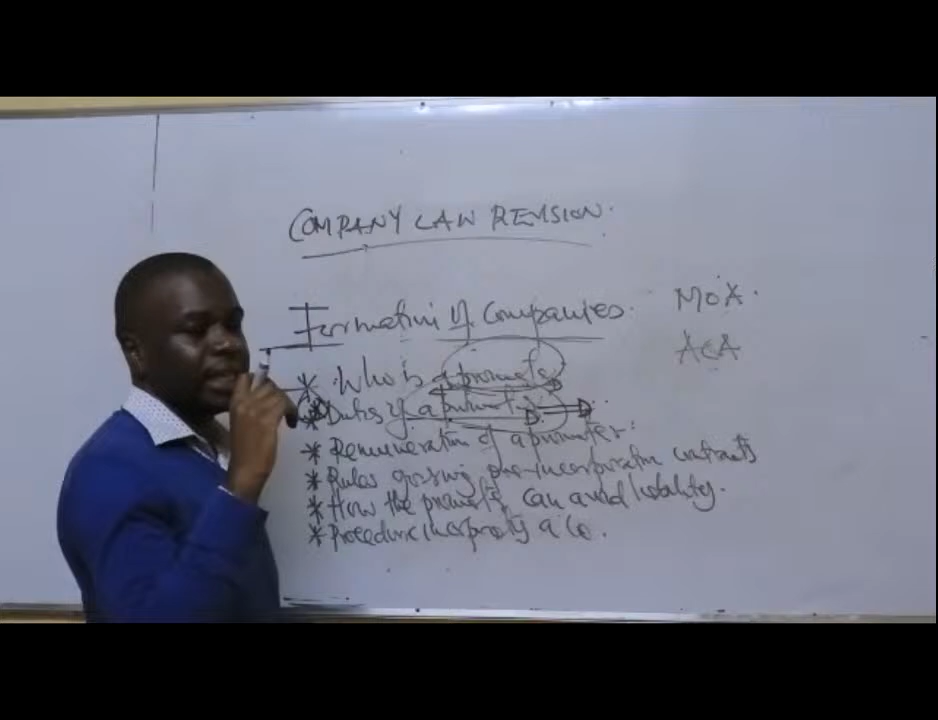 COMPANY LAW REVISION.
Formation of Companies.
MOA.
AOA
* Who is a promoter
* Duties of a promoter
* Remuneration of a promoter:
* Rules governing pre-incorporation contracts
* How the promoter can avoid liability.
* Procedure incorporating a Co.